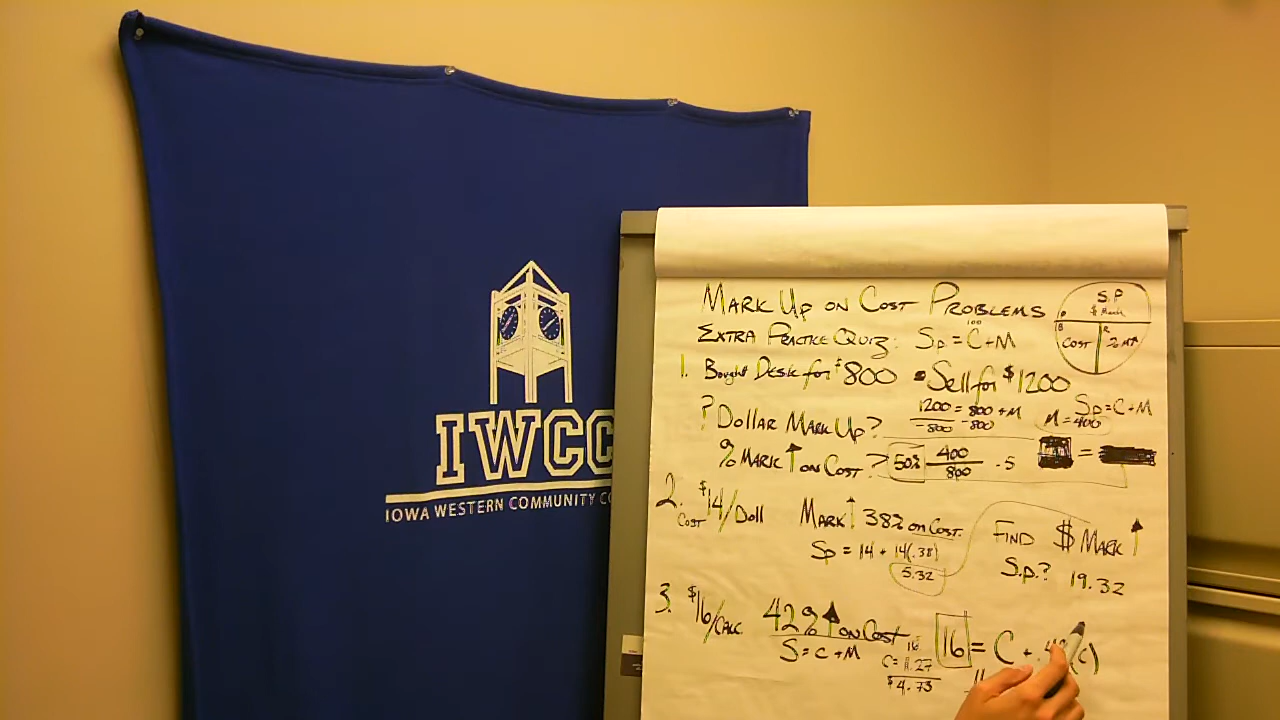 IWCC
IOWA WESTERN COMMUNITY CO
MARK UP ON COST PROBLEMS
EXTRA PRACTICE QUIZ: Sp = C + M
100
S.P
$ Mark
P
B
COST
R
% M↑
1. Bought DESK for $800 • Sell for $1200
? Dollar MARK Up?
1200 = 800 + M
-800 -800
M = 400
Sp = C + M
% MARK ↑ ON COST? 50% 400/800 .5 =
2. Cost $14/Doll MARK↑ 38% on COST. FIND $ MARK ↑
Sp = 14 + 14(.38)
5.32
S.p.? 19.32
3. $16/CALC 42% ↑ ON COST 16 = C + (C)
S = C + M
16
C = 11.27
$4.73